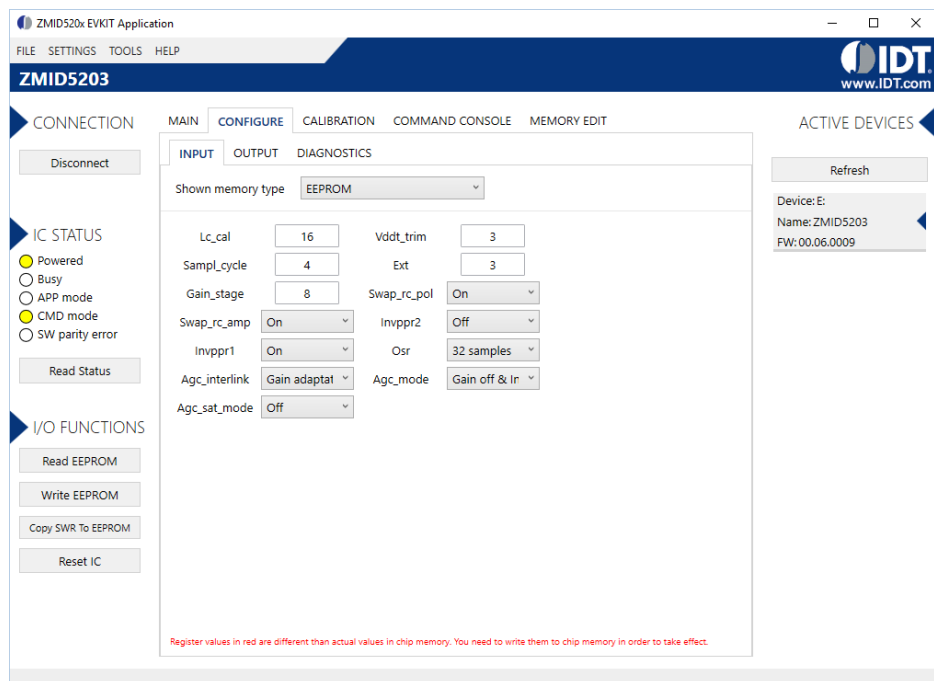 ZMID520x EVKIT Application
FILE SETTINGS TOOLS HELP
IDT.
ZMID5203
www.IDT.com
CONNECTION
Disconnect
IC STATUS
Powered
Busy
APP mode
CMD mode
SW parity error
Read Status
I/O FUNCTIONS
Read EEPROM
Write EEPROM
Copy SWR To EEPROM
Reset IC
MAIN CONFIGURE CALIBRATION COMMAND CONSOLE MEMORY EDIT
INPUT OUTPUT DIAGNOSTICS
Shown memory type EEPROM
Lc_cal 16 Vddt_trim 3
Sampl_cycle 4 Ext 3
Gain_stage 8 Swap_rc_pol On
Swap_rc_amp On Invppr2 Off
Invppr1 On Osr 32 samples
Agc_interlink Gain adaptat Agc_mode Gain off & Ir
Agc_sat_mode Off
Register values in red are different than actual values in chip memory. You need to write them to chip memory in order to take effect.
ACTIVE DEVICES
Refresh
Device: E:
Name: ZMID5203
FW: 00.06.0009